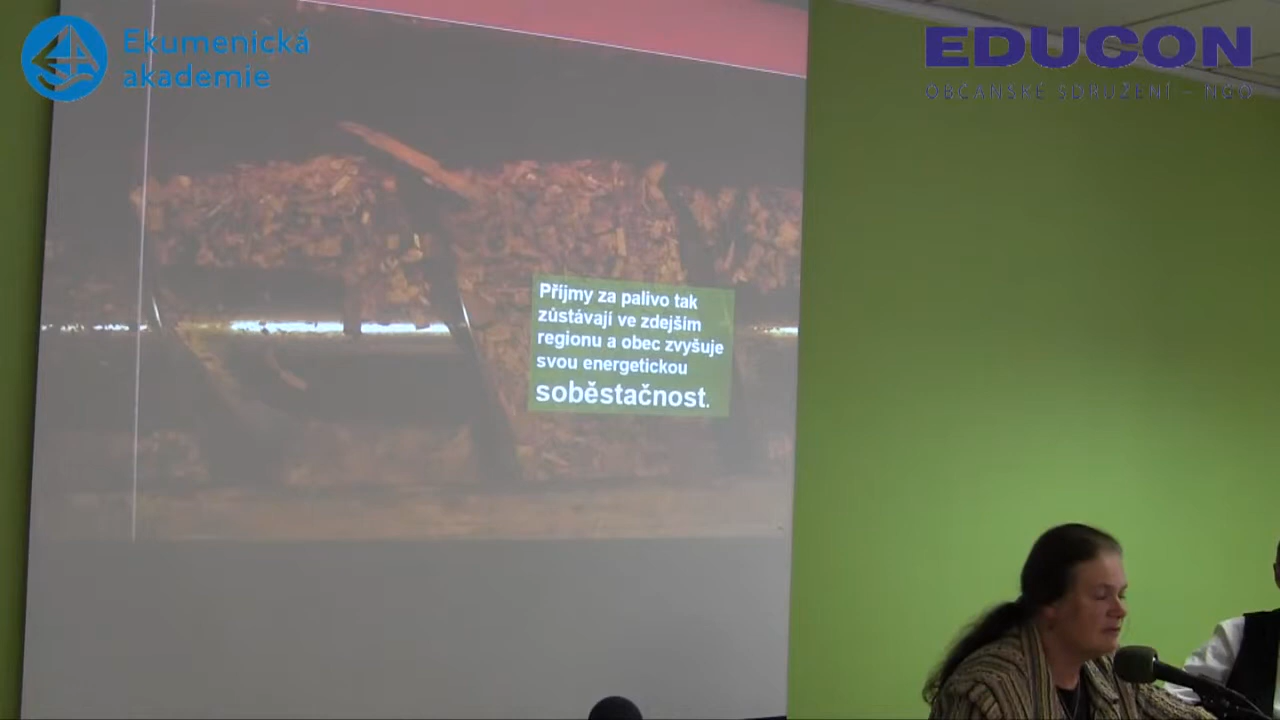 Ekumenická
akademie
EDUCON
OBČANSKÉ SDRUŽENÍ - NGO
Příjmy za palivo tak
zůstávají ve zdejším
regionu a obec zvyšuje
svou energetickou
soběstačnost.